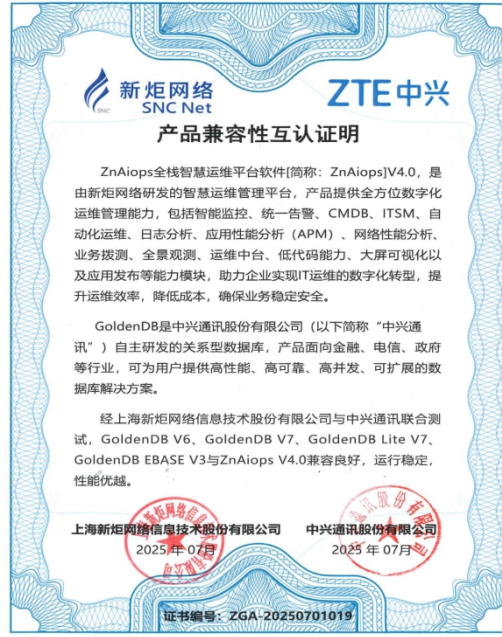 新炬网络
SNC Net
SNC
ZTE中兴
产品兼容性互认证明
ZnAiops全栈智慧运维平台软件[简称：ZnAiops]V4.0，是
由新炬网络研发的智慧运维管理平台，产品提供全方位数字化
运维管理能力，包括智能监控、统一告警、CMDB、ITSM、自
动化运维、日志分析、应用性能分析（APM）、网络性能分析、
业务拨测、全景观测、运维中台、低代码能力、大屏可视化以
及应用发布等能力模块，助力企业实现IT运维的数字化转型，提
升运维效率，降低成本，确保业务稳定安全。
GoldenDB是中兴通讯股份有限公司（以下简称“中兴通
讯”）自主研发的关系型数据库，产品面向金融、电信、政府
等行业，可为用户提供高性能、高可靠、高并发、可扩展的数
据库解决方案。
经上海新炬网络信息技术股份有限公司与中兴通讯联合测
试，GoldenDB V6、GoldenDB V7、GoldenDB Lite V7、
GoldenDB EBASE V3与ZnAiops V4.0兼容良好，运行稳定，
性能优越。
上海新炬网络信息技术股份有限公司
中兴通讯股份有限公司
2025 年 07月
2025 年 07月
证书编号：ZGA-20250701019